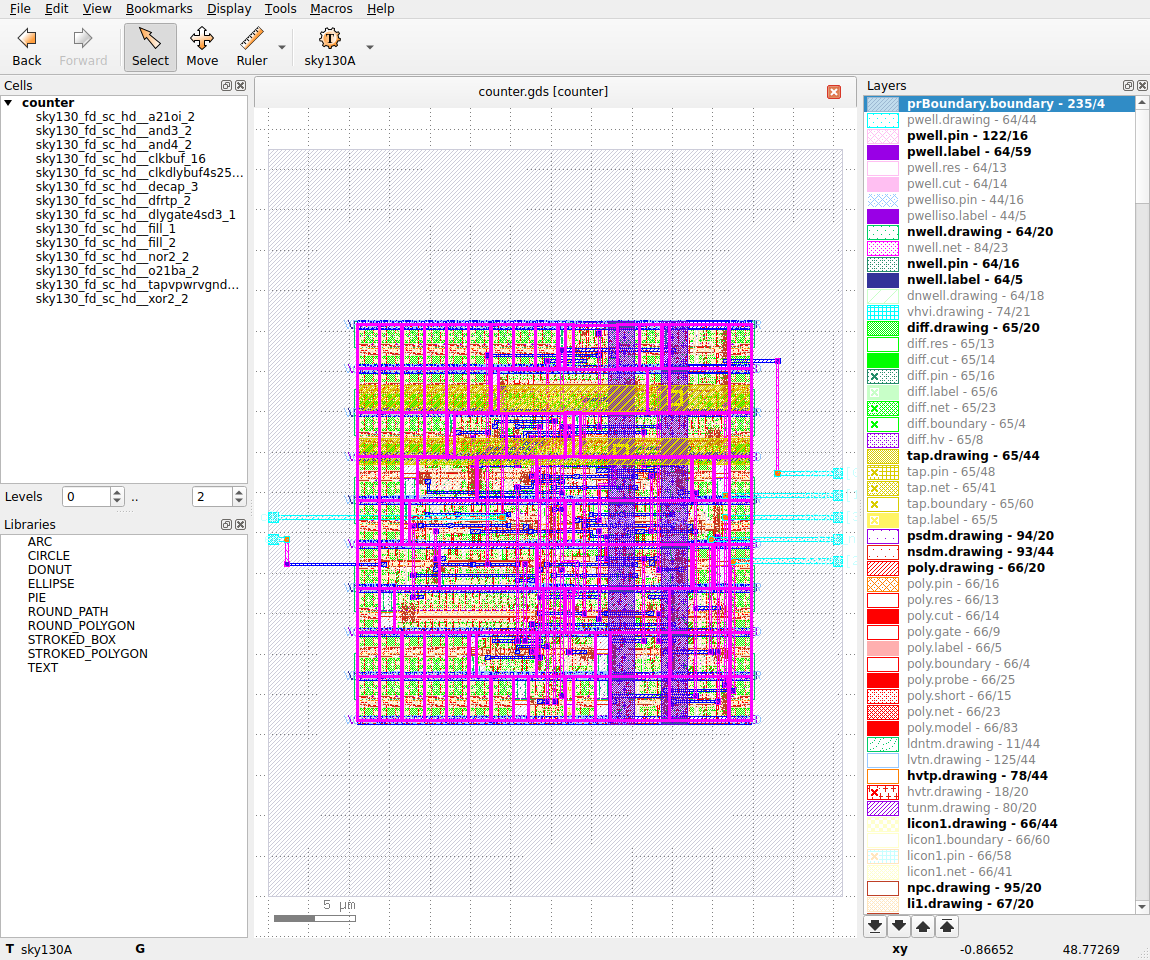 File Edit View Bookmarks Display Tools Macros Help
Back Forward Select Move Ruler sky130A
Cells
counter
sky130_fd_sc_hd__a21oi_2
sky130_fd_sc_hd__and3_2
sky130_fd_sc_hd__and4_2
sky130_fd_sc_hd__clkbuf_16
sky130_fd_sc_hd__clkdlybuf4s25...
sky130_fd_sc_hd__decap_3
sky130_fd_sc_hd__dfrtp_2
sky130_fd_sc_hd__dlygate4sd3_1
sky130_fd_sc_hd__fill_1
sky130_fd_sc_hd__fill_2
sky130_fd_sc_hd__nor2_2
sky130_fd_sc_hd__o21ba_2
sky130_fd_sc_hd__tapvpwrvgnd...
sky130_fd_sc_hd__xor2_2
Levels 0 .. 2
Libraries
ARC
CIRCLE
DONUT
ELLIPSE
PIE
ROUND_PATH
ROUND_POLYGON
STROKED_BOX
STROKED_POLYGON
TEXT
counter.gds [counter]
5 µm
Layers
prBoundary.boundary - 235/4
pwell.drawing - 64/44
pwell.pin - 122/16
pwell.label - 64/59
pwell.res - 64/13
pwell.cut - 64/14
pwelliso.pin - 44/16
pwelliso.label - 44/5
nwell.drawing - 64/20
nwell.net - 84/23
nwell.pin - 64/16
nwell.label - 64/5
dnwell.drawing - 64/18
vhvi.drawing - 74/21
diff.drawing - 65/20
diff.res - 65/13
diff.cut - 65/14
diff.pin - 65/16
diff.label - 65/6
diff.net - 65/23
diff.boundary - 65/4
diff.hv - 65/8
tap.drawing - 65/44
tap.pin - 65/48
tap.net - 65/41
tap.boundary - 65/60
tap.label - 65/5
psdm.drawing - 94/20
nsdm.drawing - 93/44
poly.drawing - 66/20
poly.pin - 66/16
poly.res - 66/13
poly.cut - 66/14
poly.gate - 66/9
poly.label - 66/5
poly.boundary - 66/4
poly.probe - 66/25
poly.short - 66/15
poly.net - 66/23
poly.model - 66/83
ldntm.drawing - 11/44
lvtn.drawing - 125/44
hvtp.drawing - 78/44
hvtr.drawing - 18/20
tunm.drawing - 80/20
licon1.drawing - 66/44
licon1.boundary - 66/60
licon1.pin - 66/58
licon1.net - 66/41
npc.drawing - 95/20
li1.drawing - 67/20
T sky130A G xy -0.86652 48.77269